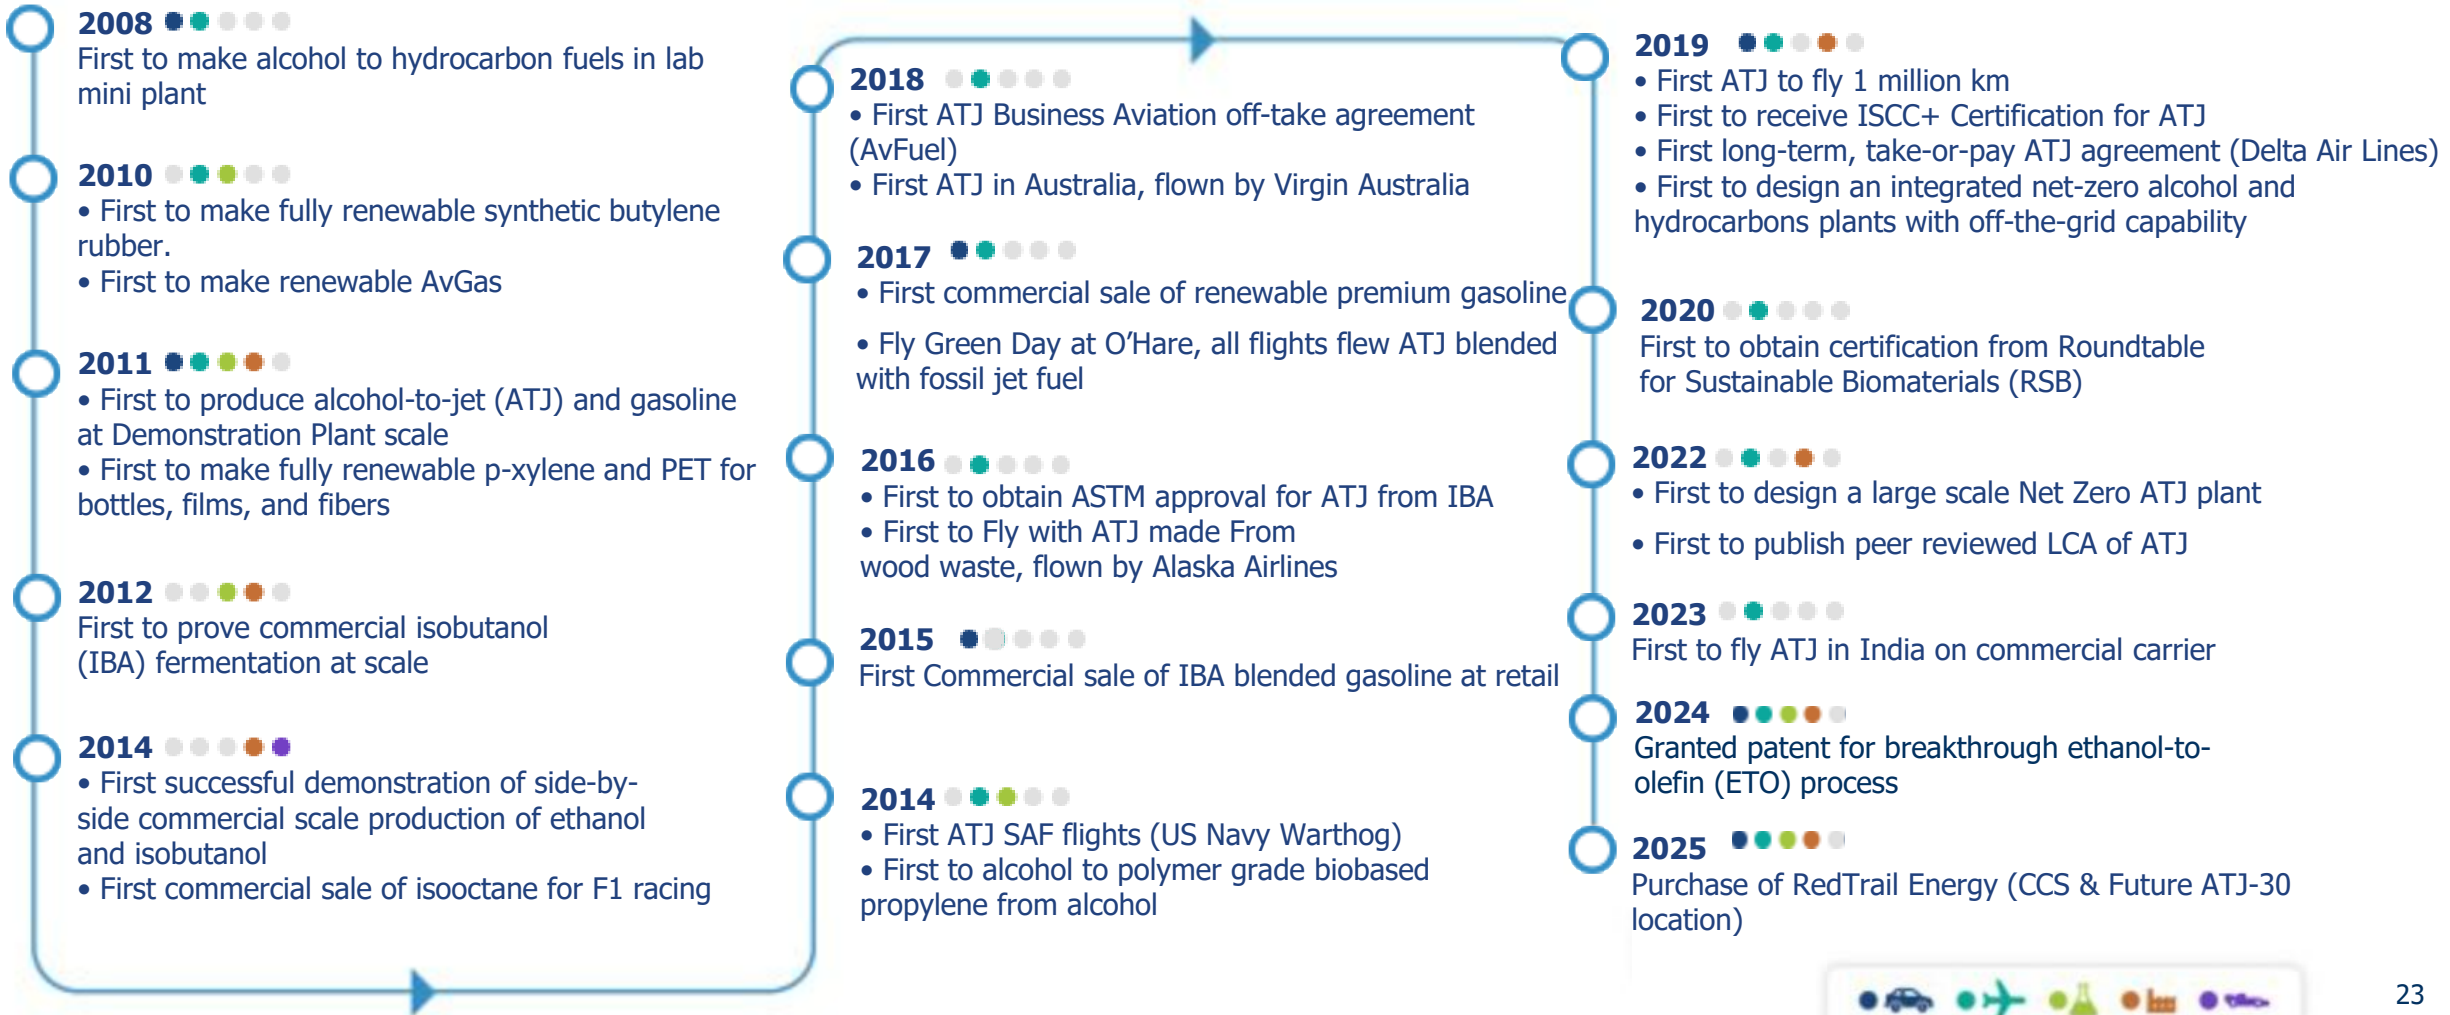 2008
First to make alcohol to hydrocarbon fuels in lab
mini plant
2010
• First to make fully renewable synthetic butylene
rubber.
• First to make renewable AvGas
2011
• First to produce alcohol-to-jet (ATJ) and gasoline
at Demonstration Plant scale
• First to make fully renewable p-xylene and PET for
bottles, films, and fibers
2012
First to prove commercial isobutanol
(IBA) fermentation at scale
2014
• First successful demonstration of side-by-
side commercial scale production of ethanol
and isobutanol
• First commercial sale of isooctane for F1 racing
2014
• First ATJ SAF flights (US Navy Warthog)
• First to alcohol to polymer grade biobased
propylene from alcohol
2015
First Commercial sale of IBA blended gasoline at retail
2016
• First to obtain ASTM approval for ATJ from IBA
• First to Fly with ATJ made From
wood waste, flown by Alaska Airlines
2017
• First commercial sale of renewable premium gasoline
• Fly Green Day at O’Hare, all flights flew ATJ blended
with fossil jet fuel
2018
• First ATJ Business Aviation off-take agreement
(AvFuel)
• First ATJ in Australia, flown by Virgin Australia
2019
• First ATJ to fly 1 million km
• First to receive ISCC+ Certification for ATJ
• First long-term, take-or-pay ATJ agreement (Delta Air Lines)
• First to design an integrated net-zero alcohol and
hydrocarbons plants with off-the-grid capability
2020
First to obtain certification from Roundtable
for Sustainable Biomaterials (RSB)
2022
• First to design a large scale Net Zero ATJ plant
• First to publish peer reviewed LCA of ATJ
2023
First to fly ATJ in India on commercial carrier
2024
Granted patent for breakthrough ethanol-to-
olefin (ETO) process
2025
Purchase of RedTrail Energy (CCS & Future ATJ-30
location)
23